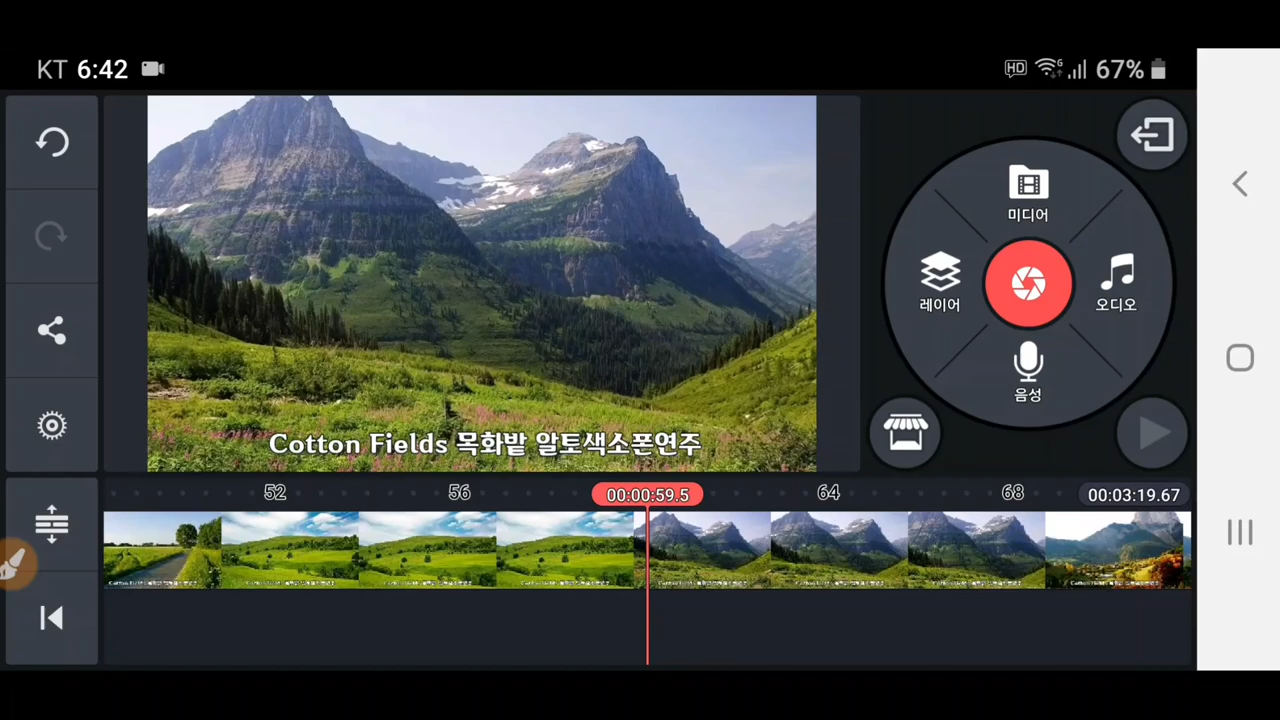 KT 6:42
HD 6 67%
미디어
레이어
오디오
음성
Cotton Fields 목화밭 알토색소폰연주
52 56 00:00:59.5 64 68 00:03:19.67